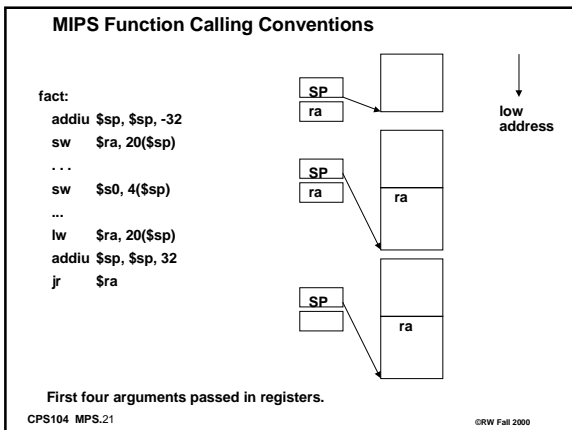 MIPS Function Calling Conventions
fact:
addiu $sp, $sp, -32
sw $ra, 20($sp)
. . .
sw $s0, 4($sp)
...
lw $ra, 20($sp)
addiu $sp, $sp, 32
jr $ra
SP
ra
low
address
SP
ra
ra
SP
ra
First four arguments passed in registers.
CPS104 MPS.21
©RW Fall 2000